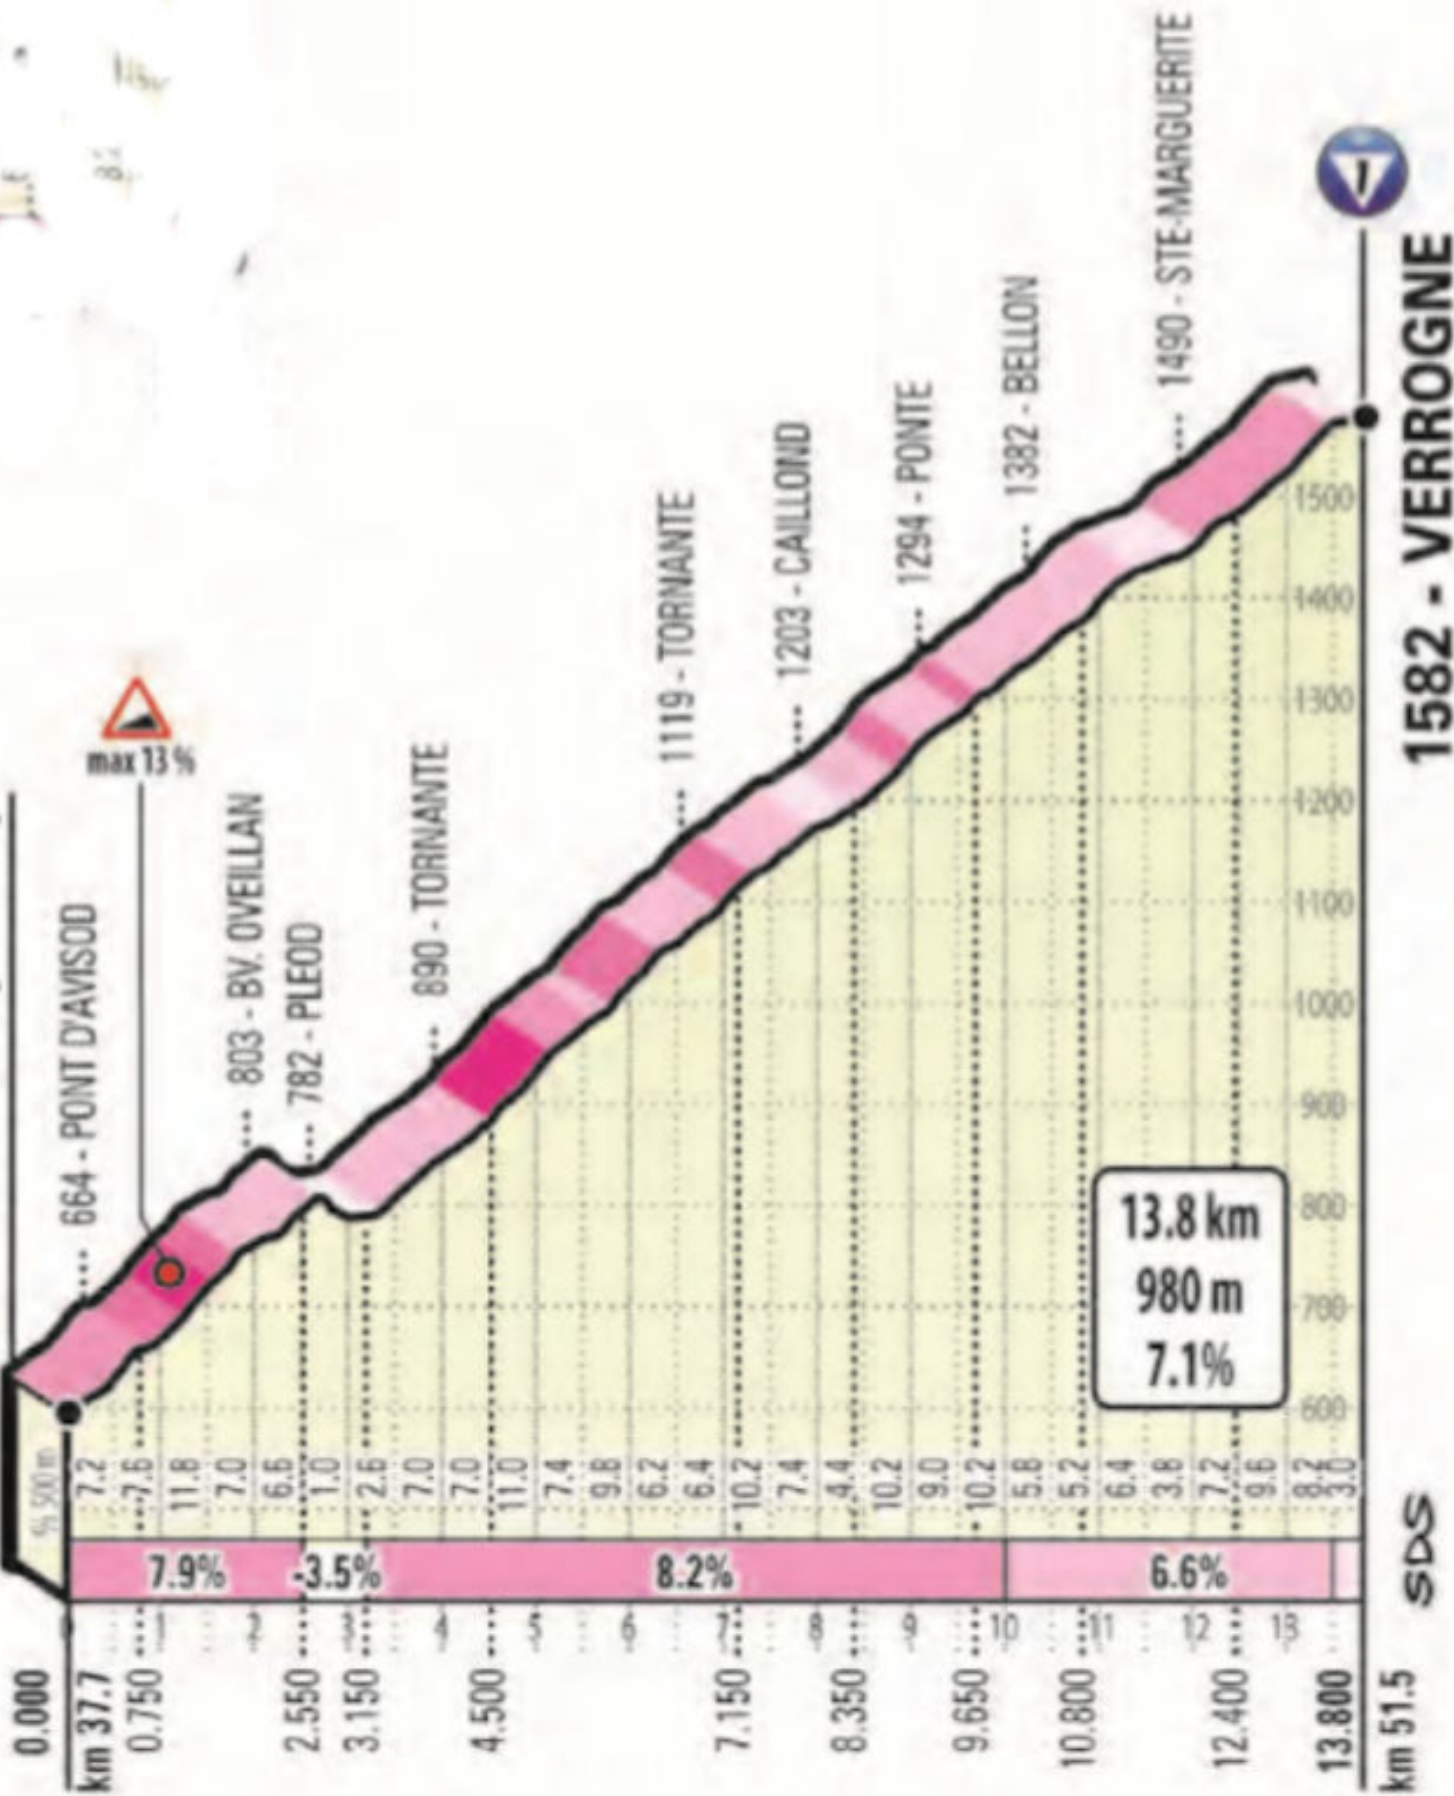 max 13 %
664 - PONT D'AVISOD
803 - BV. OVEILLAN
782 - PLEOD
890 - TORNANTE
1119 - TORNANTE
1203 - CAILLOND
1294 - PONTE
1382 - BELLON
1490 - STE-MARGUERITE
1
1582 - VERROGNE
1500
1400
1300
1200
1100
1000
900
800
700
600
13.8 km
980 m
7.1%
% 500 m
7.2 7.6 11.8 7.0 6.6 1.0 2.6 7.0 7.0 11.0 7.4 9.8 6.2 6.4 10.2 7.4 4.4 10.2 9.0 10.2 5.8 5.2 6.4 3.8 7.2 9.6 8.2 3.0
7.9% -3.5% 8.2% 6.6%
2 3 4 5 6 7 8 9 10 11 12 13
0.000 0.750 2.550 3.150 4.500 7.150 8.350 9.650 10.800 12.400 13.800
km 37.7
km 51.5
SDS